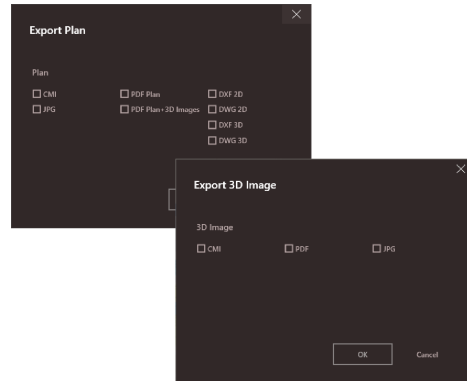 Export Plan
Plan
CMI PDF Plan DXF 2D
JPG PDF Plan+3D Images DWG 2D
DXF 3D
DWG 3D
Export 3D Image
3D Image
CMI PDF JPG
OK Cancel